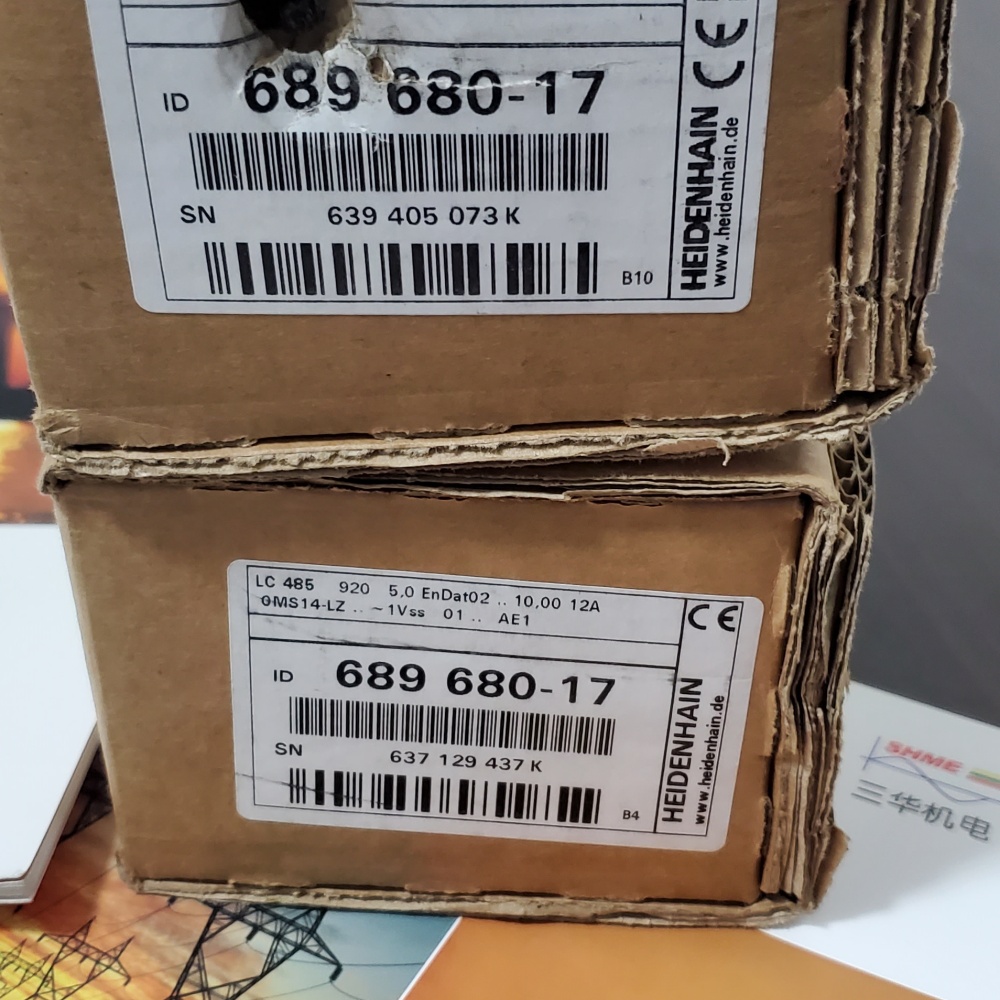 ID 689 680-17
SN 639 405 073 K
B10
HEIDENHAIN
www.heidenhain.de
CE
LC 485 920 5,0 EnDat02 .. 10,00 12A
0MS14-LZ .. ~1Vss 01 .. AE1
CE
ID 689 680-17
SN 637 129 437 K
B4
HEIDENHAIN
www.heidenhain.de
SHME
三华机电